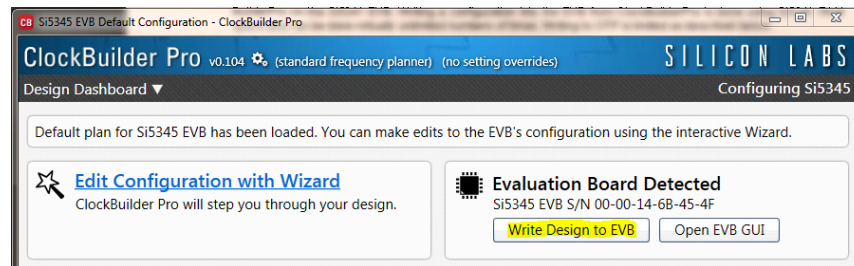 CB Si5345 EVB Default Configuration - ClockBuilder Pro
ClockBuilder Pro v0.104 (standard frequency planner) (no setting overrides) SILICON LABS
Design Dashboard ▼ Configuring Si5345
Default plan for Si5345 EVB has been loaded. You can make edits to the EVB's configuration using the interactive Wizard.
Edit Configuration with Wizard
ClockBuilder Pro will step you through your design.
Evaluation Board Detected
Si5345 EVB S/N 00-00-14-6B-45-4F
Write Design to EVB Open EVB GUI